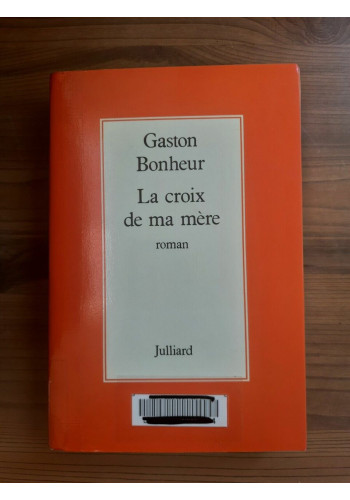 Gaston
Bonheur
La croix
de ma mère
roman
Julliard